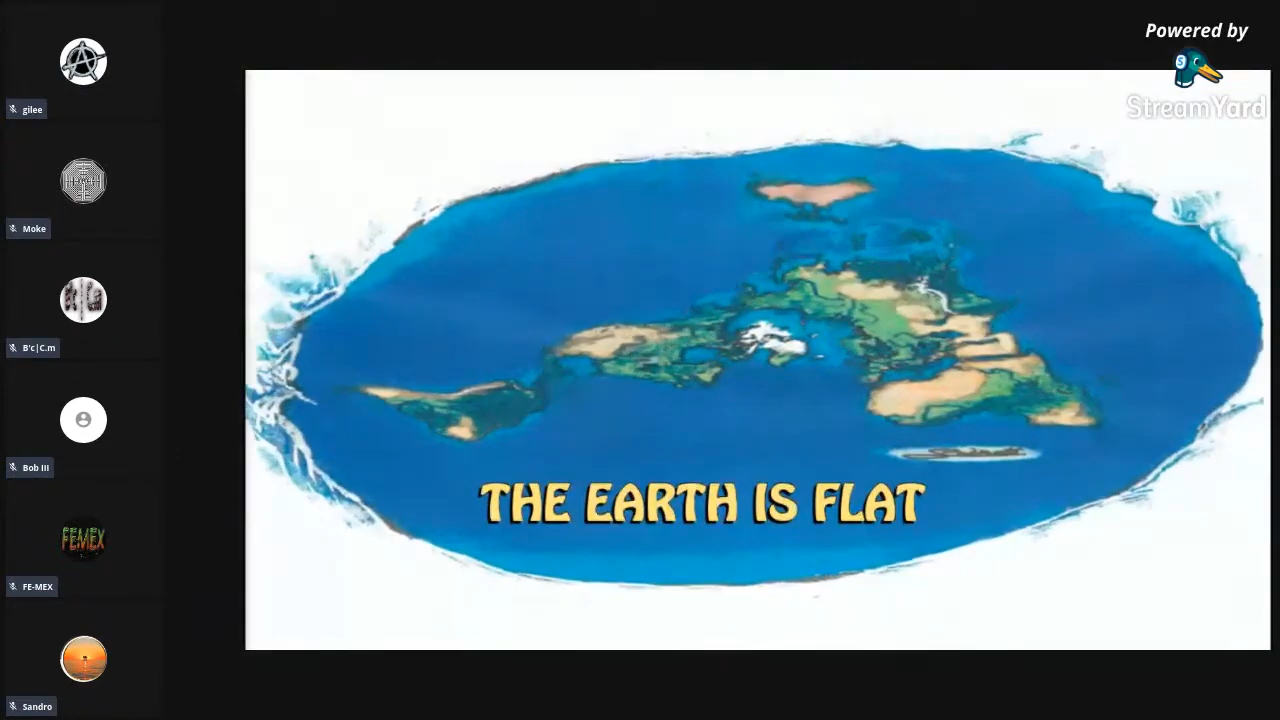 Powered by
StreamYard
gilee
Moke
B'c|C.m
Bob III
FEMEX
FE-MEX
Sandro
THE EARTH IS FLAT